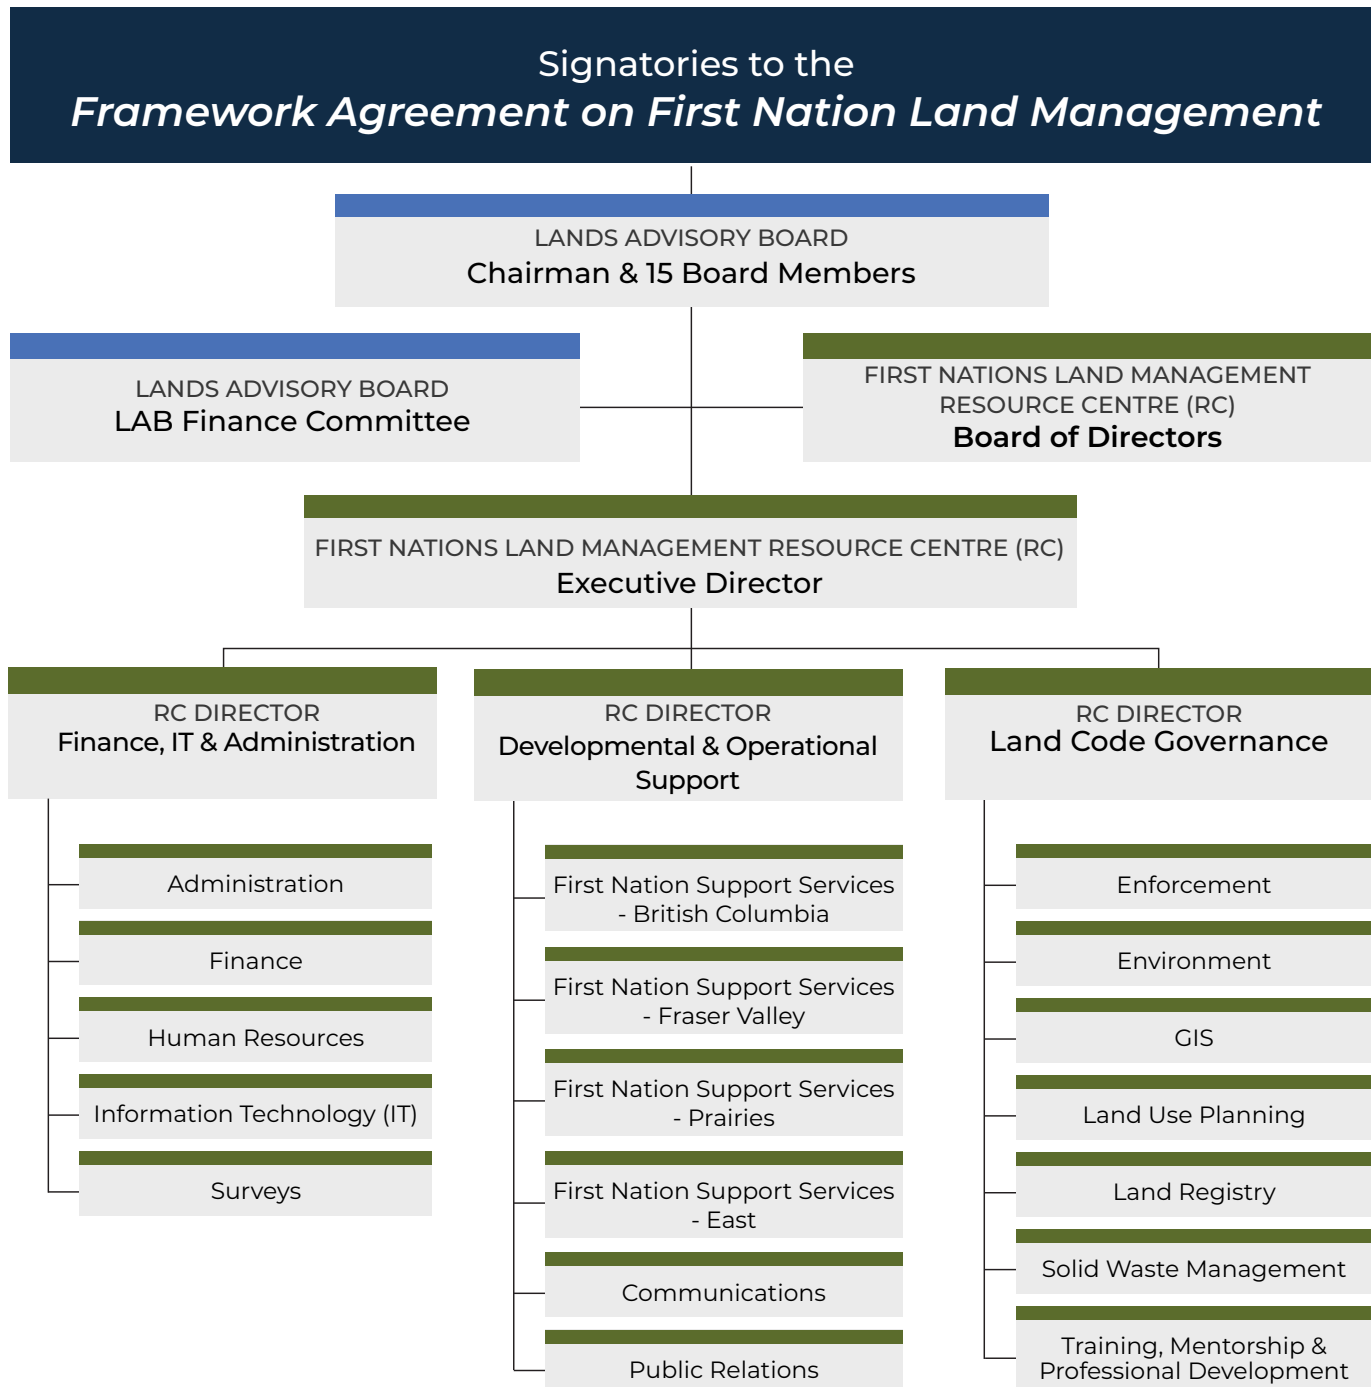 Signatories to the
Framework Agreement on First Nation Land Management
LANDS ADVISORY BOARD
Chairman & 15 Board Members
LANDS ADVISORY BOARD
LAB Finance Committee
FIRST NATIONS LAND MANAGEMENT
RESOURCE CENTRE (RC)
Board of Directors
FIRST NATIONS LAND MANAGEMENT RESOURCE CENTRE (RC)
Executive Director
RC DIRECTOR
Finance, IT & Administration
Administration
Finance
Human Resources
Information Technology (IT)
Surveys
RC DIRECTOR
Developmental & Operational
Support
First Nation Support Services
- British Columbia
First Nation Support Services
- Fraser Valley
First Nation Support Services
- Prairies
First Nation Support Services
- East
Communications
Public Relations
RC DIRECTOR
Land Code Governance
Enforcement
Environment
GIS
Land Use Planning
Land Registry
Solid Waste Management
Training, Mentorship &
Professional Development